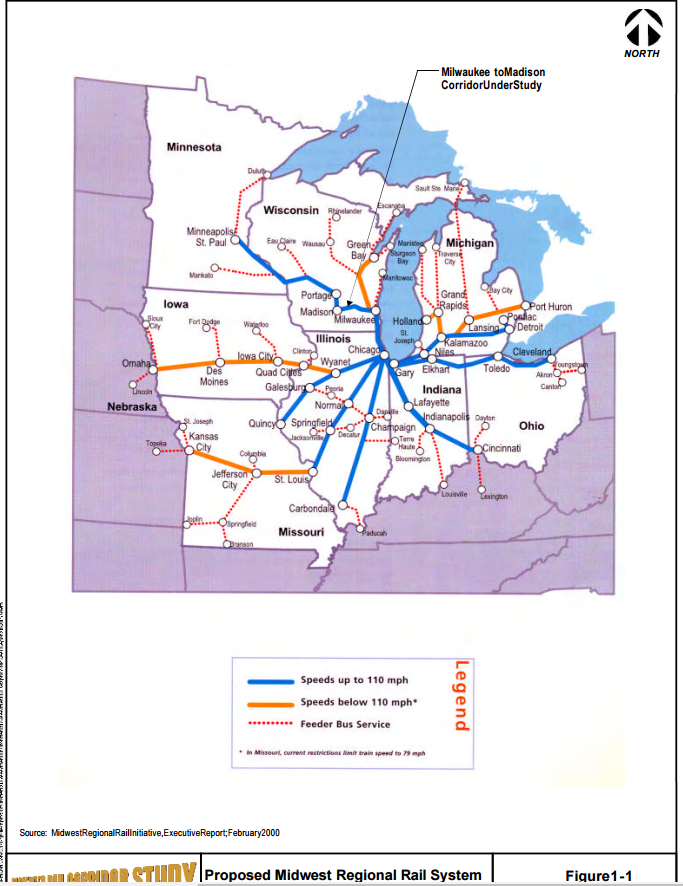 NORTH
Milwaukee toMadison
CorridorUnderStudy
Minnesota
Duluth
Sault Ste. Marie
Escanaba
Wisconsin
Rhinelander
Minneapolis
St. Paul
Eau Claire
Wausau
Green
Bay
Manistee
Sturgeon
Bay
Michigan
Traverse
City
Mankato
Manitowoc
Bay City
Portage
Grand
Rapids
Port Huron
Iowa
Madison
Milwaukee
Holland
Pontiac
Lansing
Detroit
Sioux
City
Fort Dodge
Waterloo
Illinois
St.
Joseph
Kalamazoo
Clinton
Chicago
Niles
Cleveland
Omaha
Iowa City
Wyanet
Elkhart
Toledo
Youngstown
Des
Moines
Quad Cities
Gary
Akron
Canton
Lincoln
Galesburg
Peoria
Indiana
Nebraska
Normal
Lafayette
St. Joseph
Quincy
Springfield
Danville
Indianapolis
Dayton
Ohio
Topeka
Kansas
City
Jacksonville
Decatur
Champaign
Terre
Haute
Bloomington
Cincinnati
Columbia
Jefferson
City
St. Louis
Louisville
Lexington
Carbondale
Joplin
Springfield
Missouri
Paducah
Branson
Legend
Speeds up to 110 mph
Speeds below 110 mph*
Feeder Bus Service
* In Missouri, current restrictions limit train speed to 79 mph
Source: MidwestRegionalRailInitiative,ExecutiveReport;February2000
CORRIDOR STUDY
Proposed Midwest Regional Rail System
Figure1-1